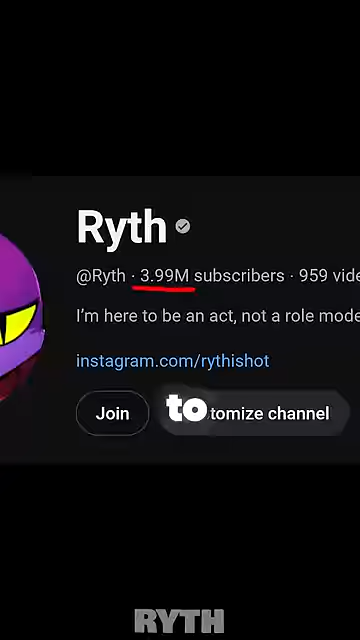 Ryth
@Ryth · 3.99M subscribers · 959 vide
I'm here to be an act, not a role mode
instagram.com/rythishot
Join
to tomize channel
RYTH